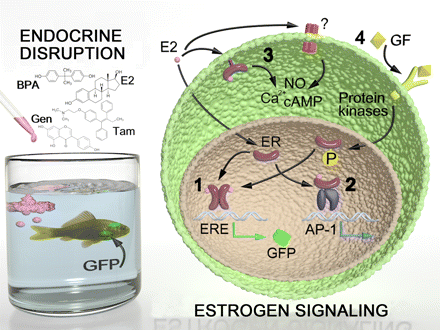 ENDOCRINE
DISRUPTION
BPA
E2
Gen
Tam
GFP
E2
?
4 GF
3
NO
Ca2+ cAMP
Protein
kinases
ER
P
1
2
ERE
AP-1
GFP
ESTROGEN SIGNALING